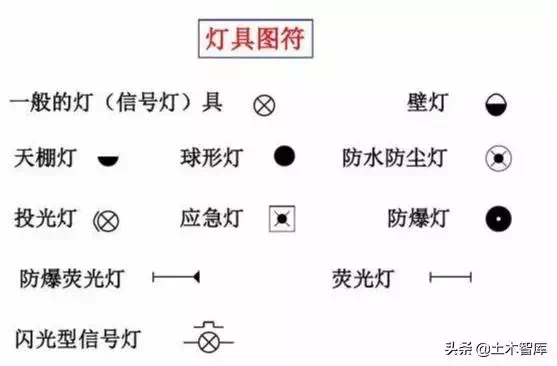 灯具图符
一般的灯（信号灯）具 壁灯
天棚灯 球形灯 防水防尘灯
投光灯 应急灯 防爆灯
防爆荧光灯 荧光灯
闪光型信号灯
头条 @土木智库